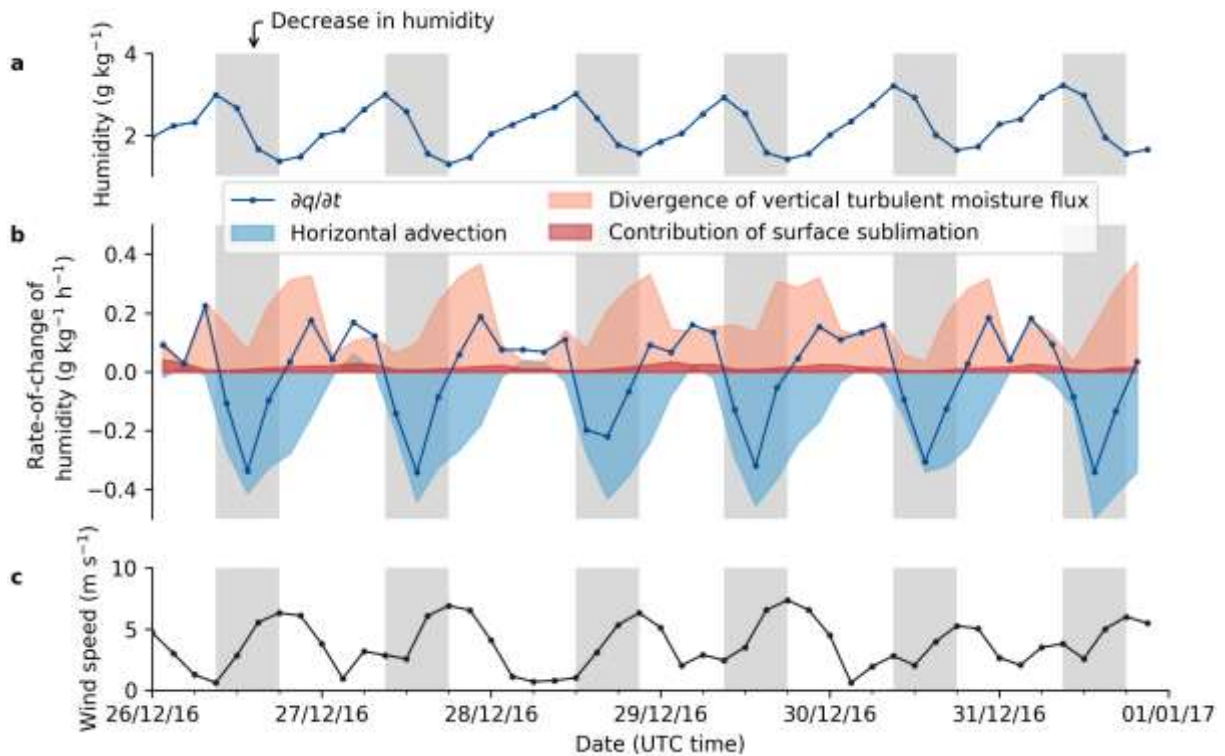 Decrease in humidity
a
Humidity (g kg⁻¹)
4
2
∂q/∂t
Horizontal advection
Divergence of vertical turbulent moisture flux
Contribution of surface sublimation
b
Rate-of-change of
humidity (g kg⁻¹ h⁻¹)
0.4
0.2
0.0
−0.2
−0.4
c
Wind speed (m s⁻¹)
10
5
0
26/12/16 27/12/16 28/12/16 29/12/16 30/12/16 31/12/16 01/01/17
Date (UTC time)